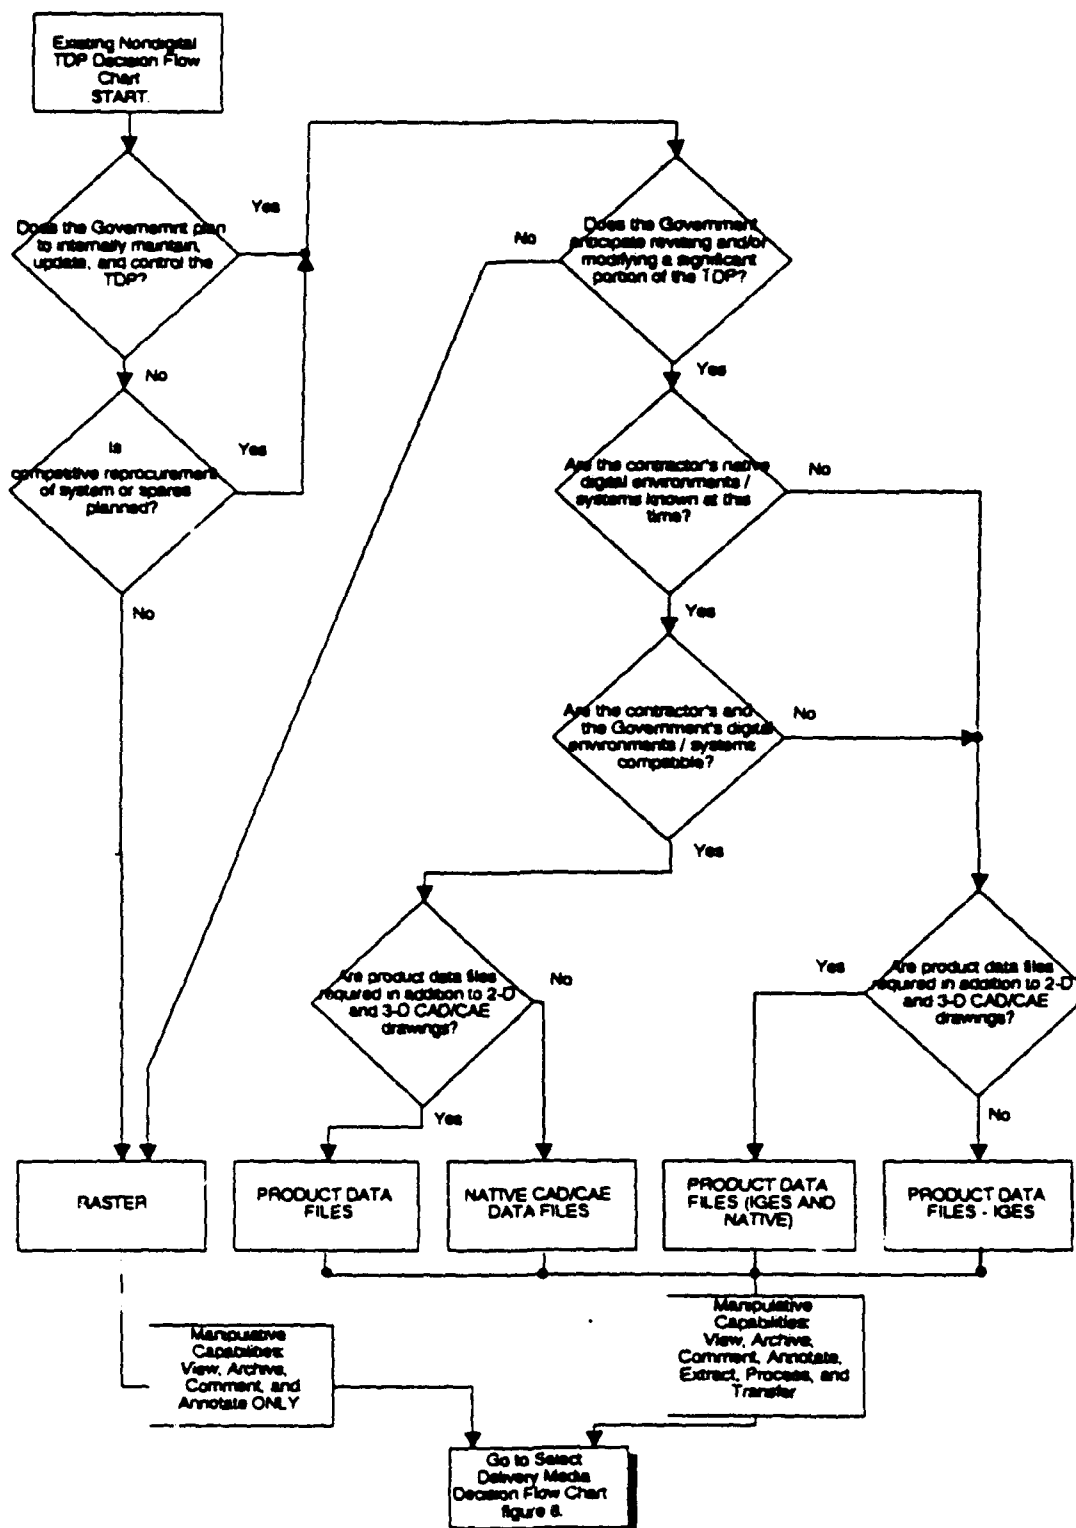 Existing Nondigital
TDP Decision Flow
Chart
START.
Does the Governemnt plan
to internally maintain,
update, and control the
TDP?
Yes
No
Is
competitive reprocurement
of system or spares
planned?
Yes
No
Does the Government
anticipate revising and/or
modifying a significant
portion of the TDP?
No
Yes
Are the contractor's native
digital environments /
systems known at this
time?
No
Yes
Are the contractor's and
the Government's digital
environments / systems
compatible?
No
Yes
Are product data files
required in addition to 2-D
and 3-D CAD/CAE
drawings?
No
Yes
Are product data files
required in addition to 2-D
and 3-D CAD/CAE
drawings?
Yes
No
RASTER
PRODUCT DATA
FILES
NATIVE CAD/CAE
DATA FILES
PRODUCT DATA
FILES (IGES AND
NATIVE)
PRODUCT DATA
FILES - IGES
Manipulative
Capabilities:
View, Archive,
Comment, and
Annotate ONLY
Manipulative
Capabilities:
View, Archive,
Comment, Annotate,
Extract, Process, and
Transfer
Go to Select
Delivery Media
Decision Flow Chart
figure 8.